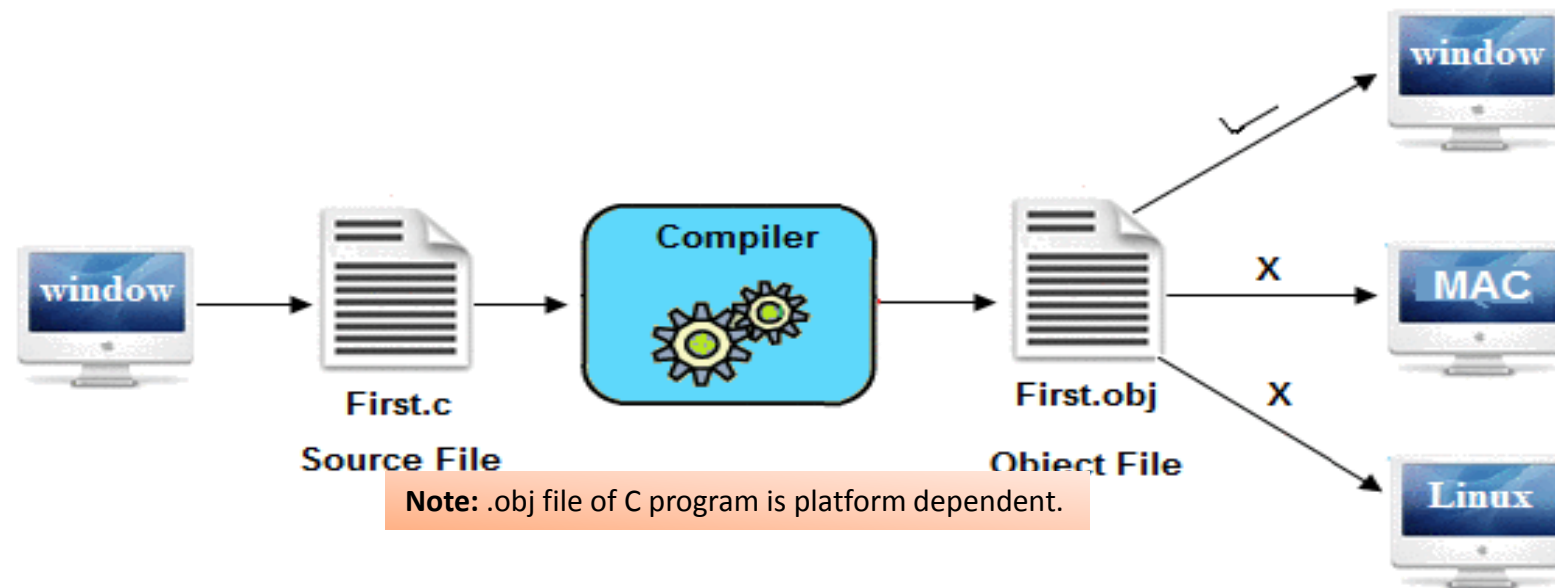 window
First.c
Source File
Compiler
First.obj
Object File
window
X
MAC
X
Linux
Note: .obj file of C program is platform dependent.